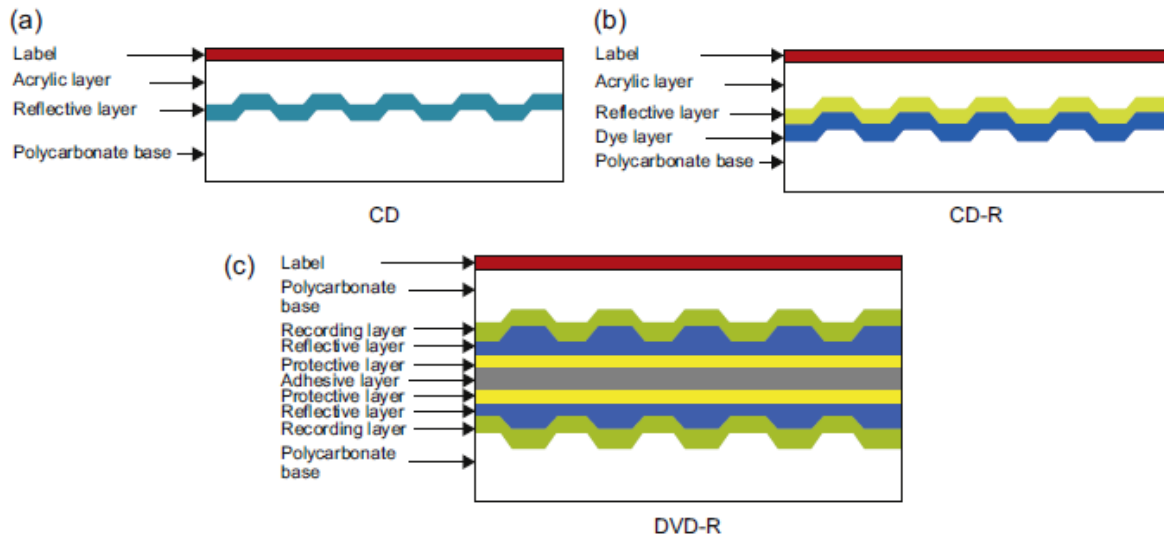 (a)
Label
Acrylic layer
Reflective layer
Polycarbonate base
CD
(b)
Label
Acrylic layer
Reflective layer
Dye layer
Polycarbonate base
CD-R
(c)
Label
Polycarbonate
base
Recording layer
Reflective layer
Protective layer
Adhesive layer
Protective layer
Reflective layer
Recording layer
Polycarbonate
base
DVD-R